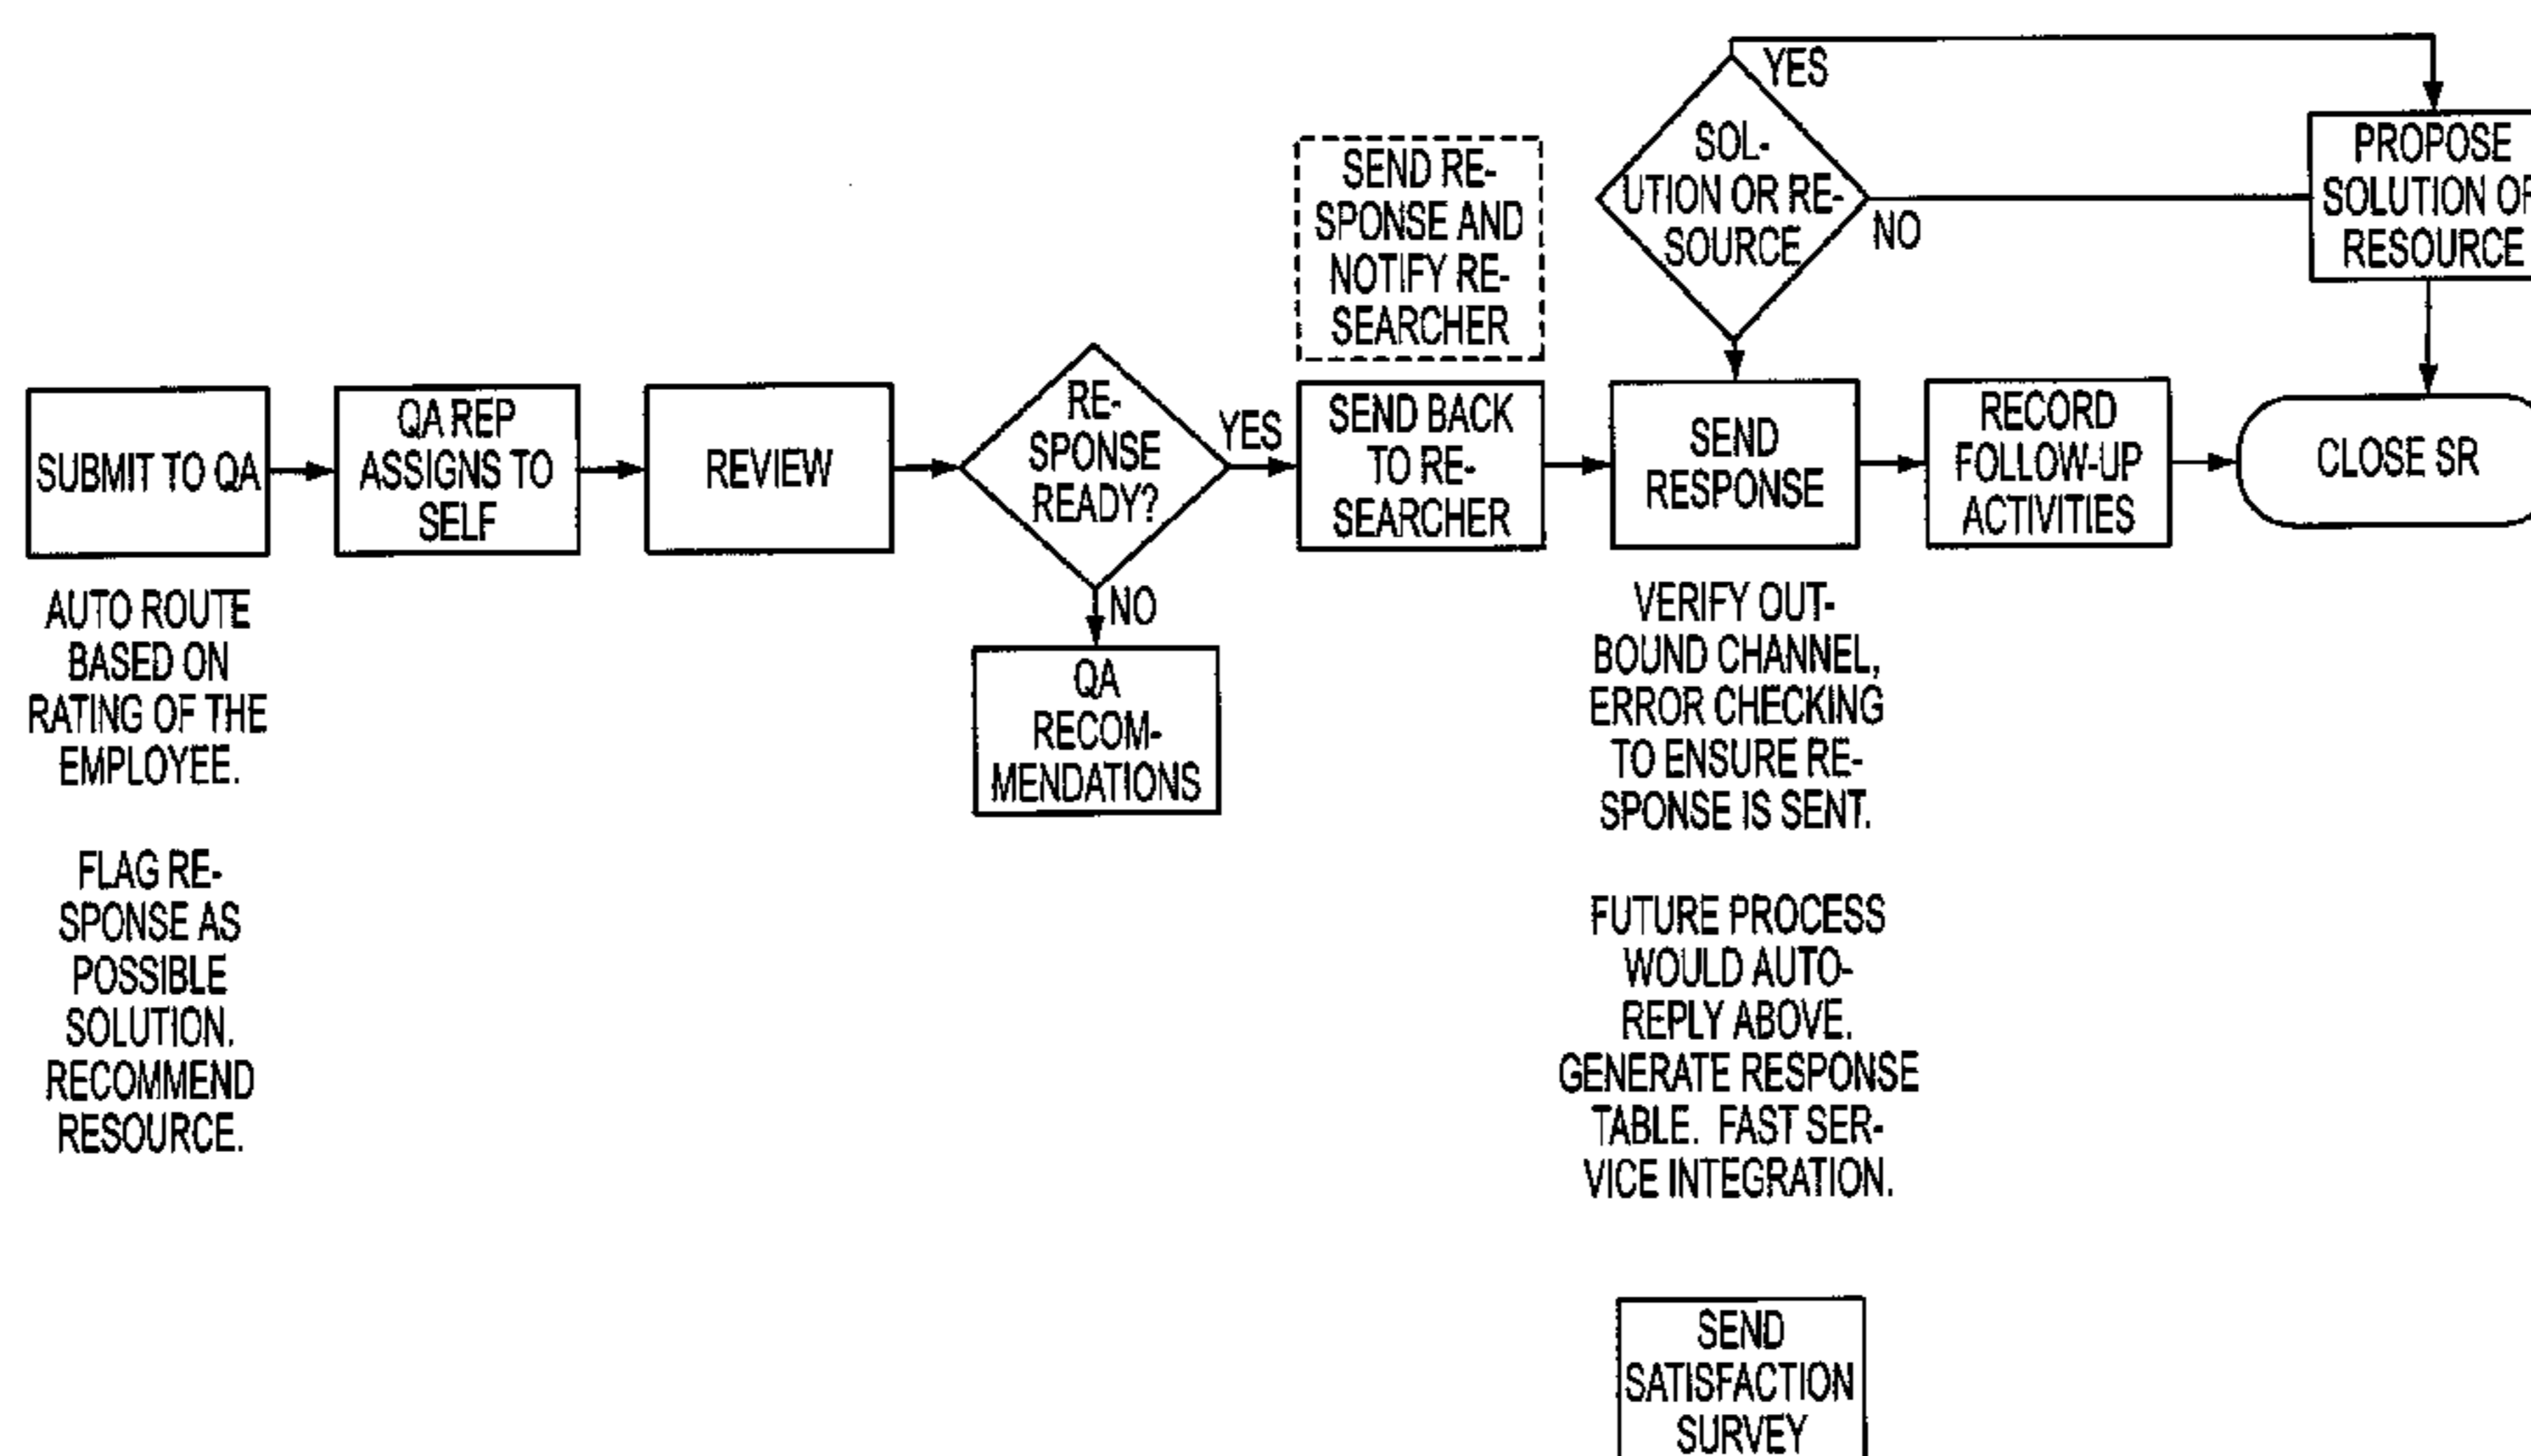 YES
SOL-
UTION OR RE-
SOURCE
NO
PROPOSE
SOLUTION
RESOURCE
SEND RE-
SPONSE AND
NOTIFY RE-
SEARCHER
SUBMIT TO QA
QA REP
ASSIGNS TO
SELF
REVIEW
RE-
SPONSE
READY?
YES
NO
SEND BACK
TO RE-
SEARCHER
SEND
RESPONSE
RECORD
FOLLOW-UP
ACTIVITIES
CLOSE SR
AUTO ROUTE
BASED ON
RATING OF THE
EMPLOYEE.
FLAG RE-
SPONSE AS
POSSIBLE
SOLUTION.
RECOMMEND
RESOURCE.
QA
RECOM-
MENDATIONS
VERIFY OUT-
BOUND CHANNEL,
ERROR CHECKING
TO ENSURE RE-
SPONSE IS SENT.
FUTURE PROCESS
WOULD AUTO-
REPLY ABOVE.
GENERATE RESPONSE
TABLE. FAST SER-
VICE INTEGRATION.
SEND
SATISFACTION
SURVEY